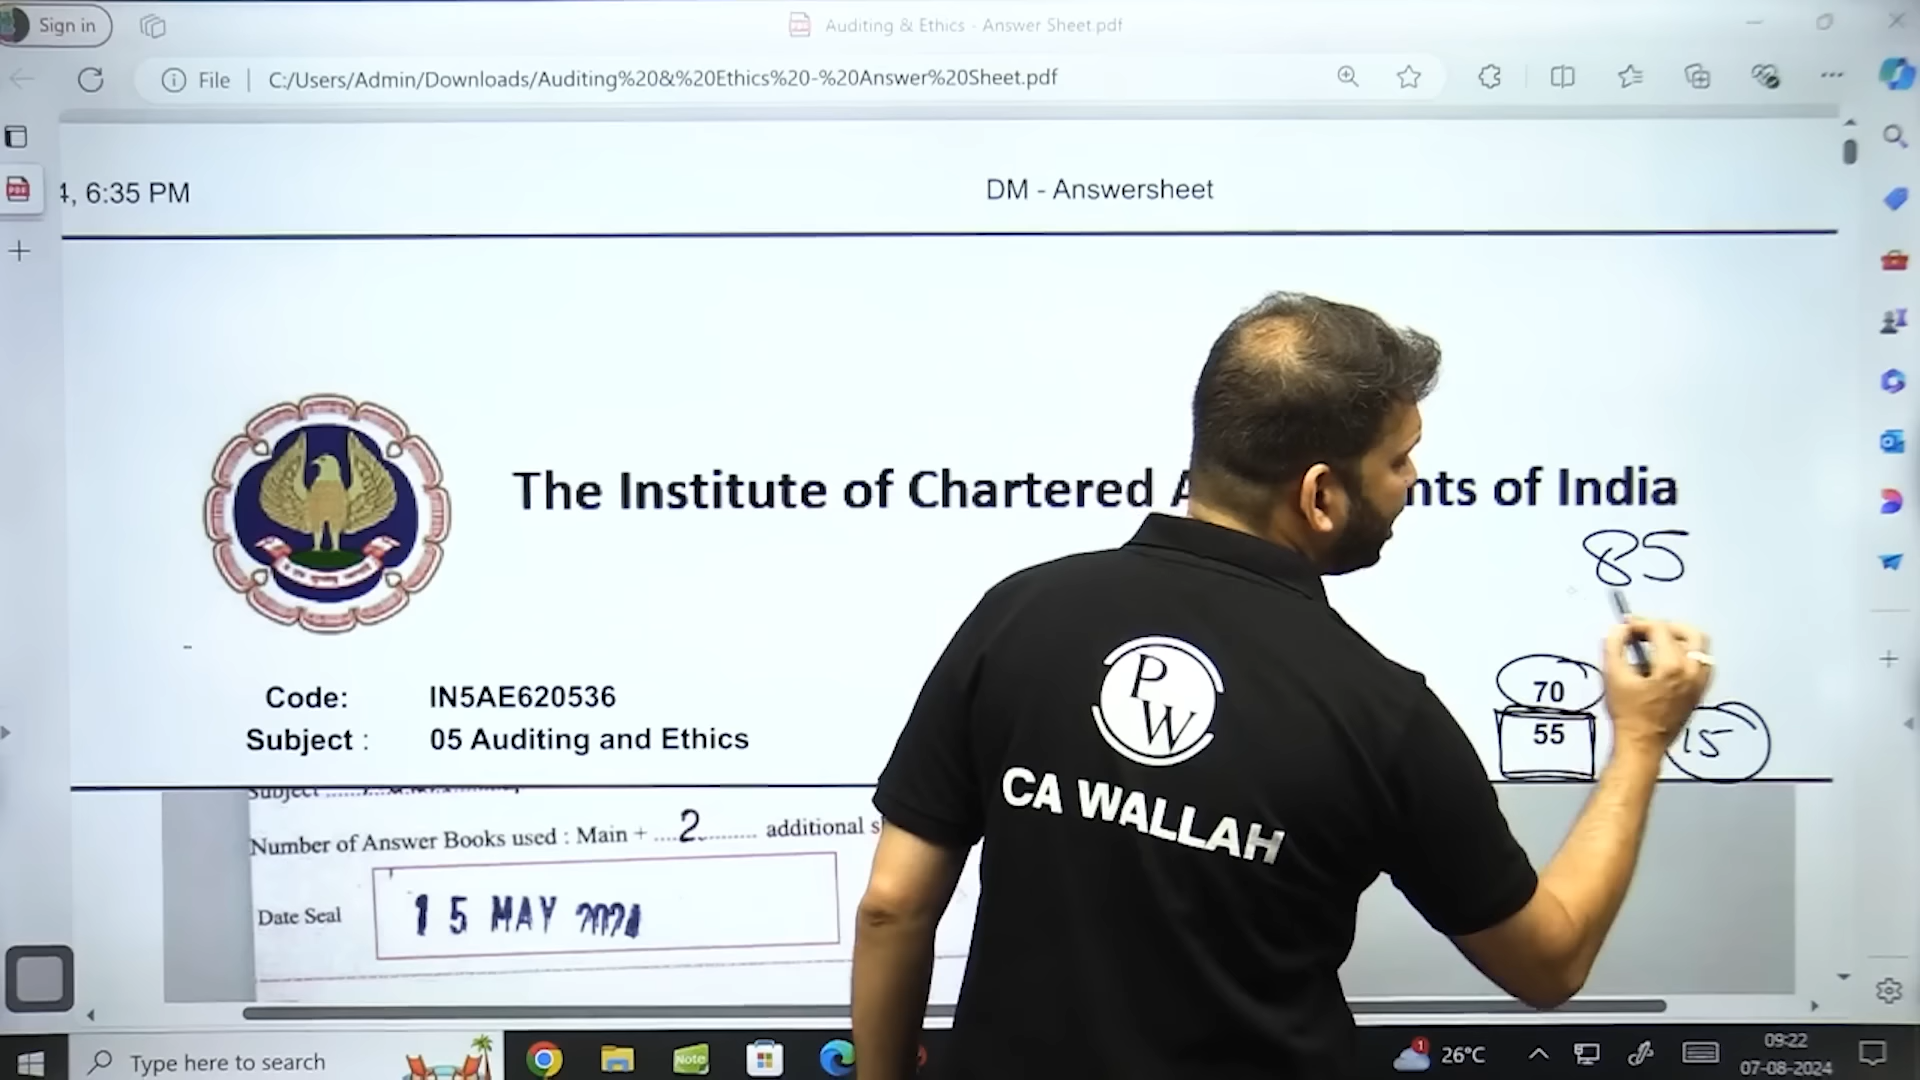 Sign in
Auditing & Ethics - Answer Sheet.pdf
File
C:/Users/Admin/Downloads/Auditing%20&%20Ethics%20-%20Answer%20Sheet.pdf
4, 6:35 PM
DM - Answersheet
The Institute of Chartered A nts of India
85
Code: IN5AE620536
70
Subject : 05 Auditing and Ethics
55
15
Subject
Number of Answer Books used : Main + 2 additional s
Date Seal
15 MAY 2024
P
W
CA WALLAH
Type here to search
Note
1
26°C
09:22
07-08-2024